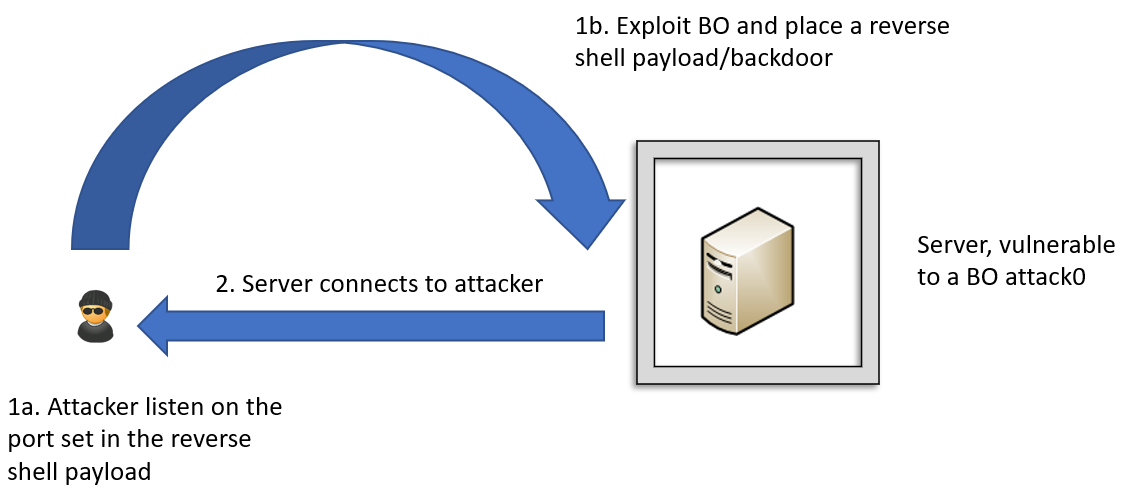 1b. Exploit BO and place a reverse
shell payload/backdoor
Server, vulnerable
to a BO attack0
2. Server connects to attacker
1a. Attacker listen on the
port set in the reverse
shell payload